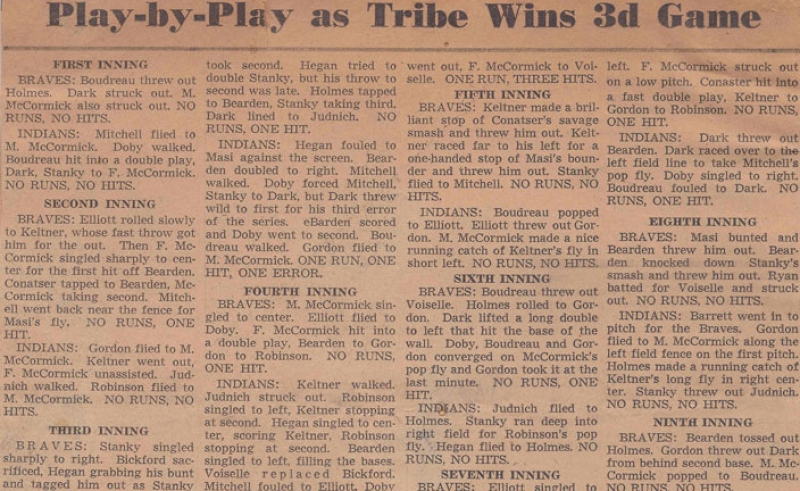 Play-by-Play as Tribe Wins 3d Game
FIRST INNING
BRAVES: Boudreau threw out
Holmes. Dark struck out. M.
McCormick also struck out. NO
RUNS, NO HITS.
INDIANS: Mitchell flied to
M. McCormick. Doby walked.
Boudreau hit into a double play,
Dark, Stanky to F. McCormick.
NO RUNS, NO HITS.
SECOND INNING
BRAVES: Elliott rolled slowly
to Keltner, whose fast throw got
him for the out. Then F. Mc-
Cormick singled sharply to cen-
ter for the first hit off Bearden.
Conatser tapped to Bearden, Mc-
Cormick taking second. Mitch-
ell went back near the fence for
Masi's fly. NO RUNS, ONE
HIT.
INDIANS: Gordon flied to M.
McCormick. Keltner went out,
F. McCormick unassisted. Jud-
nich walked. Robinson flied to
M. McCormick. NO RUNS, NO
HITS.
THIRD INNING
BRAVES: Stanky singled
sharply to right. Bickford sac-
rificed, Hegan grabbing his bunt
and tagged him out as Stanky
took second. Hegan tried to
double Stanky, but his throw to
second was late. Holmes tapped
to Bearden, Stanky taking third.
Dark lined to Judnich. NO
RUNS, ONE HIT.
INDIANS: Hegan fouled to
Masi against the screen. Bear-
den doubled to right. Mitchell
walked. Doby forced Mitchell,
Stanky to Dark, but Dark threw
wild to first for his third error
of the series. eBarden scored
and Doby went to second. Bou-
dreau walked. Gordon flied to
M. McCormick. ONE RUN, ONE
HIT, ONE ERROR.
FOURTH INNING
BRAVES: M. McCormick sin-
gled to center. Elliott flied to
Doby. F. McCormick hit into
a double play, Bearden to Gor-
don to Robinson. NO RUNS,
ONE HIT.
INDIANS: Keltner walked.
Judnich struck out. Robinson
singled to left, Keltner stopping
at second. Hegan singled to cen-
ter, scoring Keltner, Robinson
stopping at second. Bearden
singled to left, filling the bases.
Voiselle replaced Bickford.
Mitchell fouled to Elliott. Doby
went out, F. McCormick to Voi-
selle. ONE RUN, THREE HITS.
FIFTH INNING
BRAVES: Keltner made a bril-
liant stop of Conatser's savage
smash and threw him out. Kelt-
ner raced far to his left for a
one-handed stop of Masi's boun-
der and threw him out. Stanky
flied to Mitchell. NO RUNS, NO
HITS.
INDIANS: Boudreau popped
to Elliott. Elliott threw out Gor-
don. M. McCormick made a nice
running catch of Keltner's fly in
short left. NO RUNS, NO HITS.
SIXTH INNING
BRAVES: Boudreau threw out
Voiselle. Holmes rolled to Gor-
don. Dark lifted a long double
to left that hit the base of the
wall. Doby, Boudreau and Gor-
don converged on McCormick's
pop fly and Gordon took it at the
last minute. NO RUNS, ONE
HIT.
INDIANS: Judnich flied to
Holmes. Stanky ran deep into
right field for Robinson's pop
fly. Hegan flied to Holmes. NO
RUNS, NO HITS.
SEVENTH INNING
BRAVES: Elliott singled to
left. F. McCormick struck out
on a low pitch. Conaster hit into
a fast double play, Keltner to
Gordon to Robinson. NO RUNS,
ONE HIT.
INDIANS: Dark threw out
Bearden. Dark raced over to the
left field line to take Mitchell's
pop fly. Doby singled to right.
Boudreau fouled to Dark. NO
RUNS, ONE HIT.
EIGHTH INNING
BRAVES: Masi bunted and
Bearden threw him out. Bear-
den knocked down Stanky's
smash and threw him out. Ryan
batted for Voiselle and struck
out. NO RUNS, NO HITS.
INDIANS: Barrett went in to
pitch for the Braves. Gordon
flied to M. McCormick along the
left field fence on the first pitch.
Holmes made a running catch of
Keltner's long fly in right cen-
ter. Stanky threw out Judnich.
NO RUNS, NO HITS.
NINTH INNING
BRAVES: Bearden tossed out
Holmes. Gordon threw out Dark
from behind second base. M. Mc-
Cormick popped to Boudreau.
NO RUNS, NO HITS.